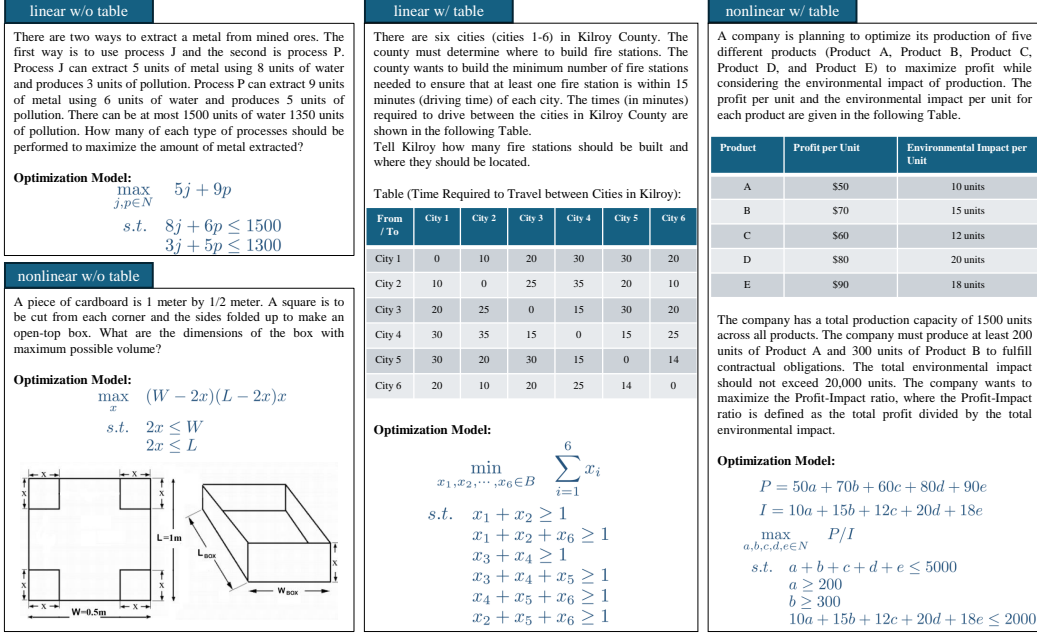 linear w/o table
There are two ways to extract a metal from mined ores. The
first way is to use process J and the second is process P.
Process J can extract 5 units of metal using 8 units of water
and produces 3 units of pollution. Process P can extract 9 units
of metal using 6 units of water and produces 5 units of
pollution. There can be at most 1500 units of water 1350 units
of pollution. How many of each type of processes should be
performed to maximize the amount of metal extracted?
Optimization Model:
max 5j + 9p
j,p∈N
s.t. 8j + 6p ≤ 1500
3j + 5p ≤ 1300
nonlinear w/o table
A piece of cardboard is 1 meter by 1/2 meter. A square is to
be cut from each corner and the sides folded up to make an
open-top box. What are the dimensions of the box with
maximum possible volume?
Optimization Model:
max (W − 2x)(L − 2x)x
x
s.t. 2x ≤ W
2x ≤ L
X X
X X
L=1m
X X
X X
W=0.5m
L BOX
X
W BOX
linear w/ table
There are six cities (cities 1-6) in Kilroy County. The
county must determine where to build fire stations. The
county wants to build the minimum number of fire stations
needed to ensure that at least one fire station is within 15
minutes (driving time) of each city. The times (in minutes)
required to drive between the cities in Kilroy County are
shown in the following Table.
Tell Kilroy how many fire stations should be built and
where they should be located.
Table (Time Required to Travel between Cities in Kilroy):
From / To City 1 City 2 City 3 City 4 City 5 City 6
City 1 0 10 20 30 30 20
City 2 10 0 25 35 20 10
City 3 20 25 0 15 30 20
City 4 30 35 15 0 15 25
City 5 30 20 30 15 0 14
City 6 20 10 20 25 14 0
Optimization Model:
min ∑ x_i
x_1,x_2,⋯,x_6∈B i=1 6
s.t. x_1 + x_2 ≥ 1
x_1 + x_2 + x_6 ≥ 1
x_3 + x_4 ≥ 1
x_3 + x_4 + x_5 ≥ 1
x_4 + x_5 + x_6 ≥ 1
x_2 + x_5 + x_6 ≥ 1
nonlinear w/ table
A company is planning to optimize its production of five
different products (Product A, Product B, Product C,
Product D, and Product E) to maximize profit while
considering the environmental impact of production. The
profit per unit and the environmental impact per unit for
each product are given in the following Table.
Product Profit per Unit Environmental Impact per Unit
A $50 10 units
B $70 15 units
C $60 12 units
D $80 20 units
E $90 18 units
The company has a total production capacity of 1500 units
across all products. The company must produce at least 200
units of Product A and 300 units of Product B to fulfill
contractual obligations. The total environmental impact
should not exceed 20,000 units. The company wants to
maximize the Profit-Impact ratio, where the Profit-Impact
ratio is defined as the total profit divided by the total
environmental impact.
Optimization Model:
P = 50a + 70b + 60c + 80d + 90e
I = 10a + 15b + 12c + 20d + 18e
max P/I
a,b,c,d,e∈N
s.t. a + b + c + d + e ≤ 5000
a ≥ 200
b ≥ 300
10a + 15b + 12c + 20d + 18e ≤ 2000